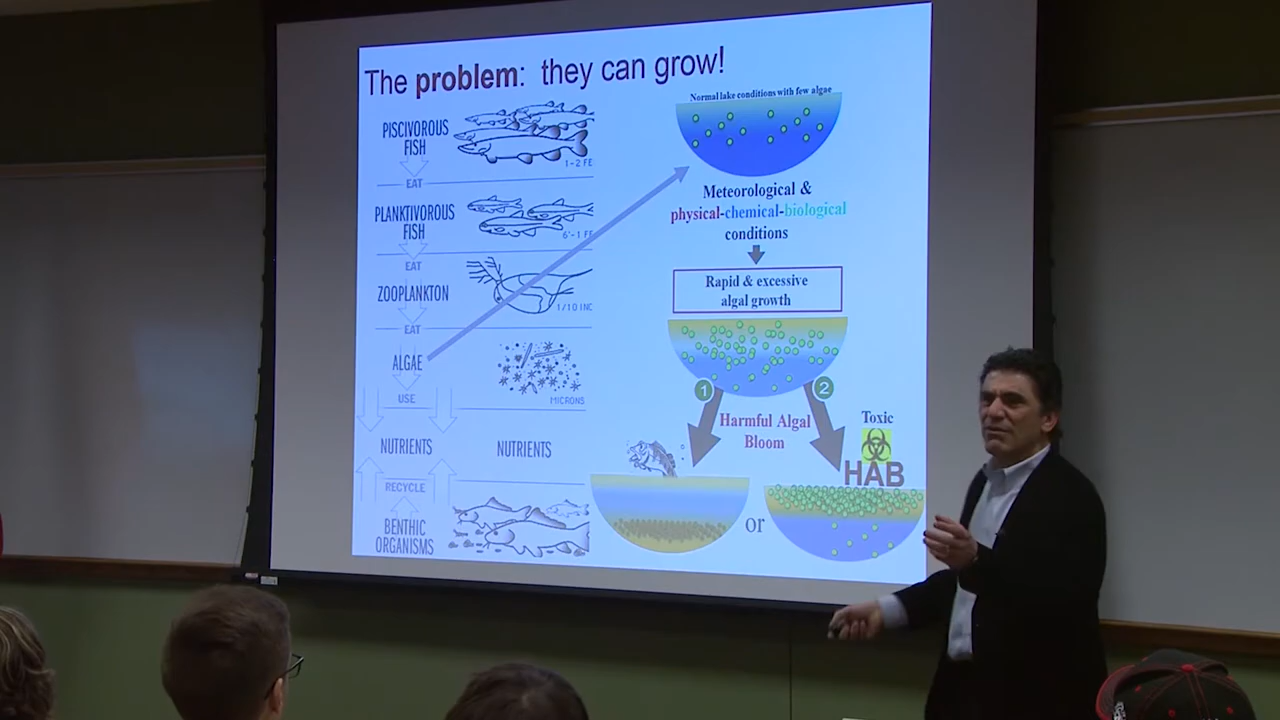 The problem: they can grow!
PISCIVOROUS
FISH
1-2 FE
EAT
PLANKTIVOROUS
FISH
EAT
ZOOPLANKTON
1/10 INC
EAT
ALGAE
MICRONS
USE
NUTRIENTS
NUTRIENTS
RECYCLE
BENTHIC
ORGANISMS
Normal lake conditions with few algae
Meteorological &
physical-chemical-biological
conditions
Rapid & excessive
algal growth
1
2
Harmful Algal
Bloom
Toxic
HAB
or